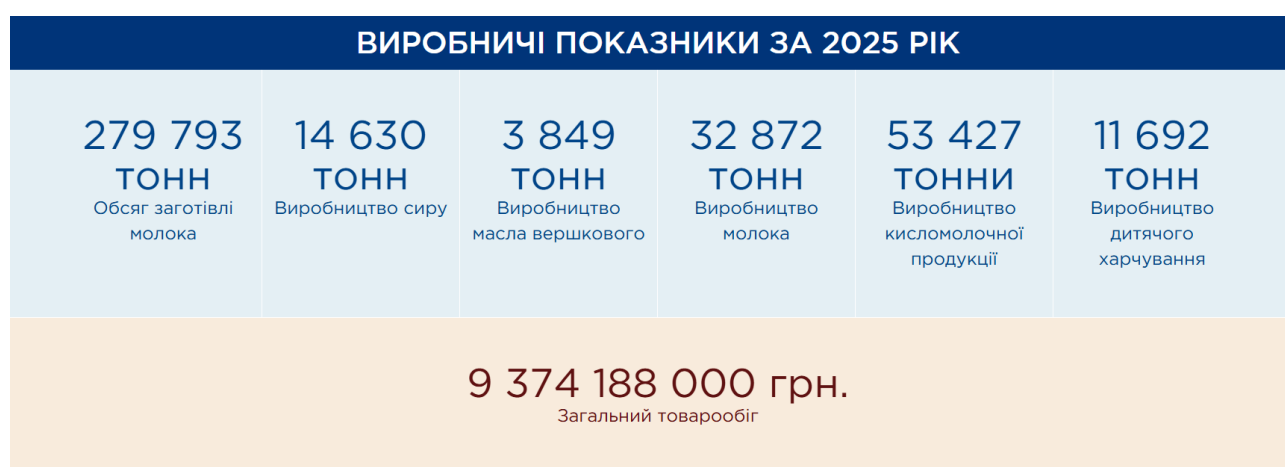 ВИРОБНИЧІ ПОКАЗНИКИ ЗА 2025 РІК
279 793
ТОНН
Обсяг заготівлі
молока
14 630
ТОНН
Виробництво сиру
3 849
ТОНН
Виробництво
масла вершкового
32 872
ТОНН
Виробництво
молока
53 427
ТОННИ
Виробництво
кисломолочної
продукції
11 692
ТОНН
Виробництво
дитячого
харчування
9 374 188 000 грн.
Загальний товарообіг